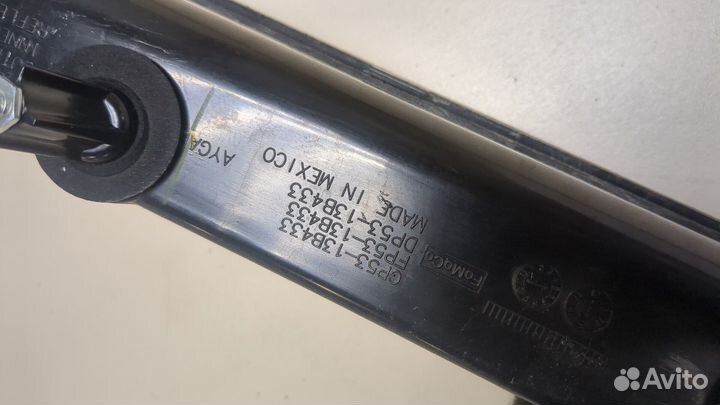 AYGA
GP53-13B433
FP53-13B433
DP53-13B433
MADE IN MEXICO
FoMoCo
Avito